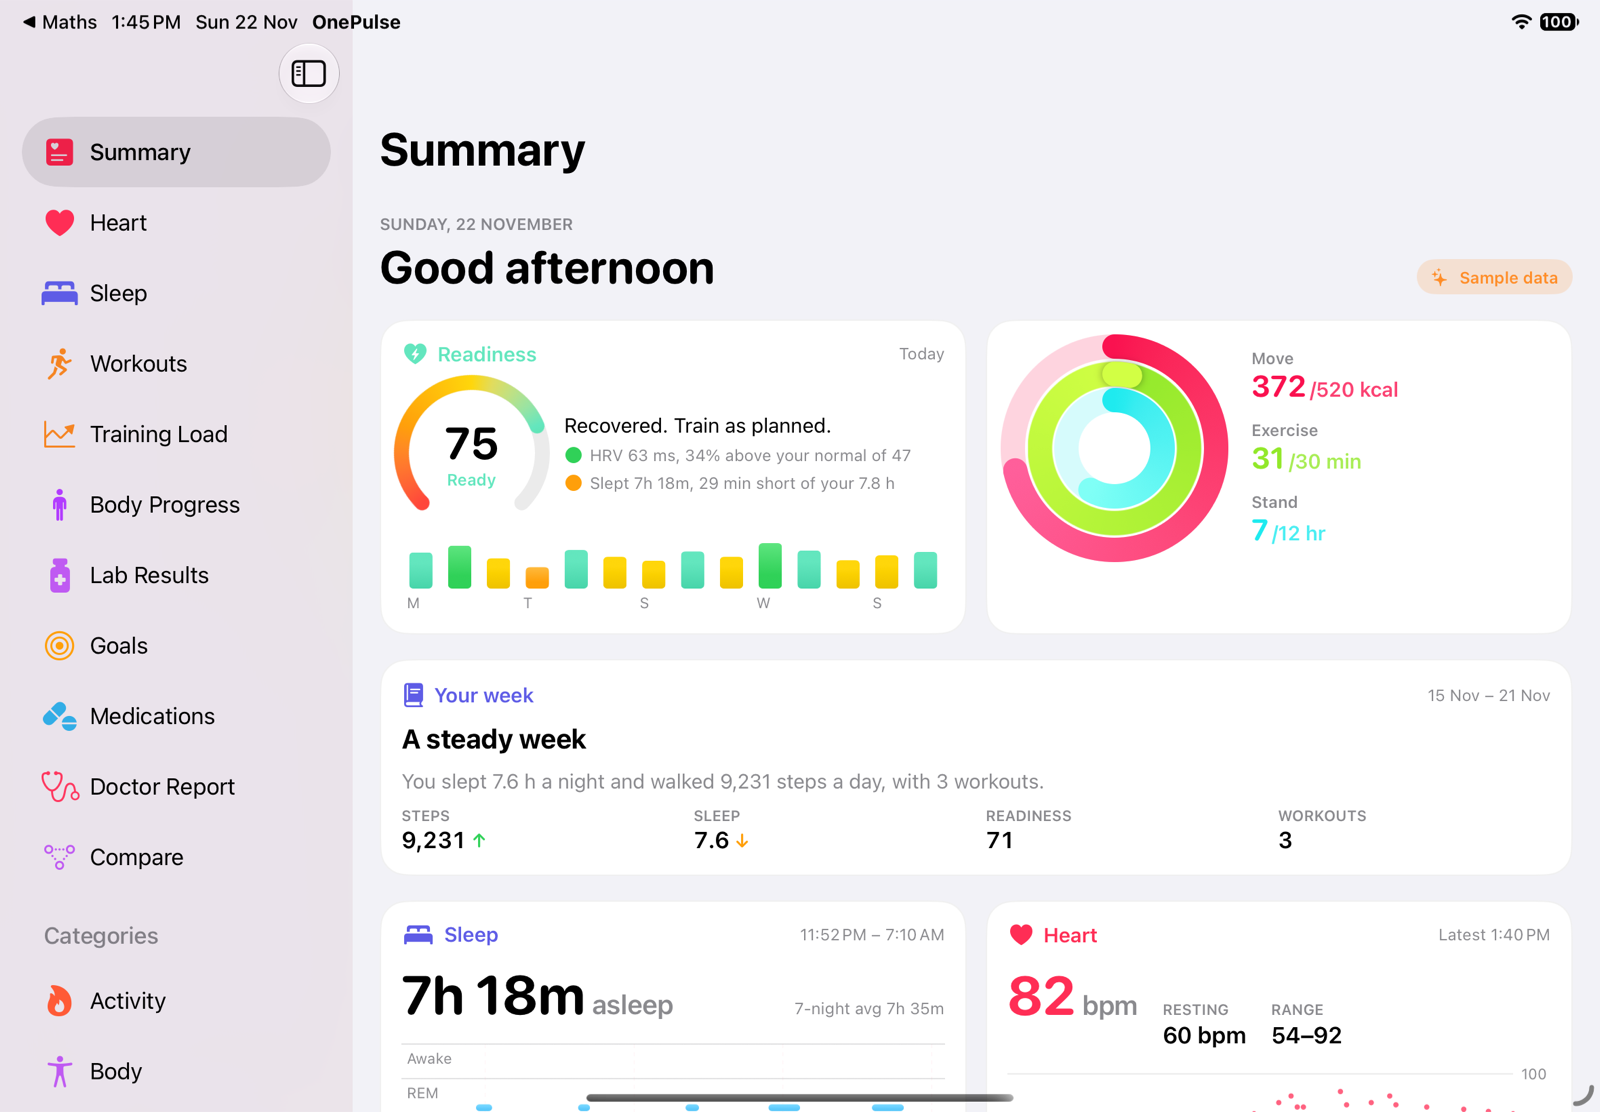 ◀ Maths 1:45 PM Sun 22 Nov OnePulse
100
Summary
Heart
Sleep
Workouts
Training Load
Body Progress
Lab Results
Goals
Medications
Doctor Report
Compare
Categories
Activity
Body
Summary
SUNDAY, 22 NOVEMBER
Good afternoon
Sample data
Readiness
Today
75
Ready
Recovered. Train as planned.
HRV 63 ms, 34% above your normal of 47
Slept 7h 18m, 29 min short of your 7.8 h
M T S W S
Move
372/520 kcal
Exercise
31/30 min
Stand
7/12 hr
Your week
15 Nov – 21 Nov
A steady week
You slept 7.6 h a night and walked 9,231 steps a day, with 3 workouts.
STEPS
9,231 ↑
SLEEP
7.6 ↓
READINESS
71
WORKOUTS
3
Sleep
11:52 PM – 7:10 AM
7h 18m asleep
7-night avg 7h 35m
Awake
REM
Heart
Latest 1:40 PM
82 bpm
RESTING
60 bpm
RANGE
54–92
100